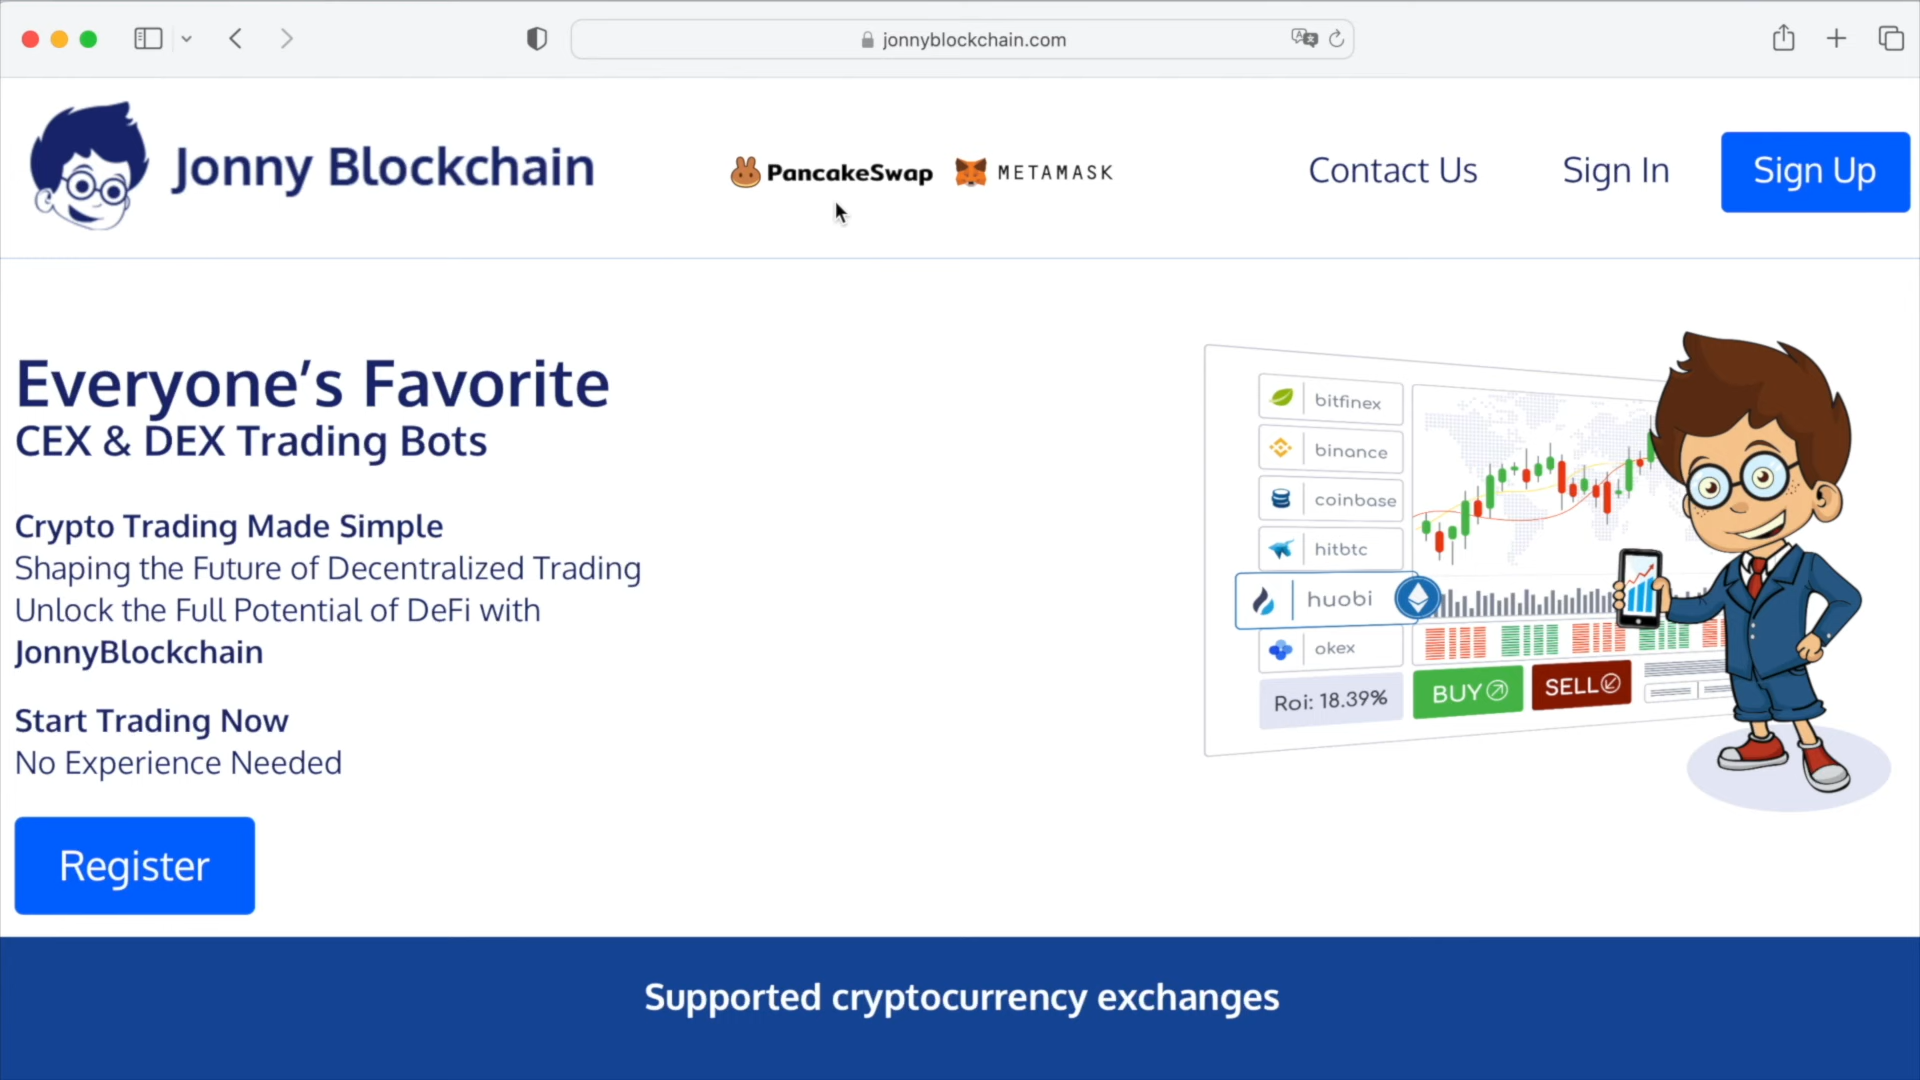 jonnyblockchain.com
Jonny Blockchain
PancakeSwap
METAMASK
Contact Us
Sign In
Sign Up
Everyone’s Favorite
CEX & DEX Trading Bots
Crypto Trading Made Simple
Shaping the Future of Decentralized Trading
Unlock the Full Potential of DeFi with
JonnyBlockchain
Start Trading Now
No Experience Needed
Register
bitfinex
binance
coinbase
hitbtc
huobi
okex
Roi: 18.39%
BUY
SELL
Supported cryptocurrency exchanges